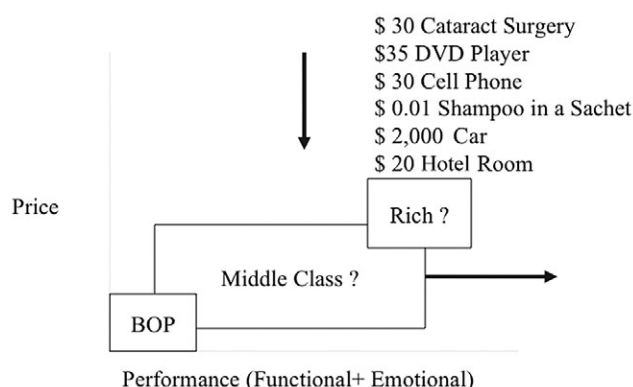 $ 30 Cataract Surgery
$35 DVD Player
$ 30 Cell Phone
$ 0.01 Shampoo in a Sachet
$ 2,000 Car
$ 20 Hotel Room
Price
Rich ?
Middle Class ?
BOP
Performance (Functional+ Emotional)